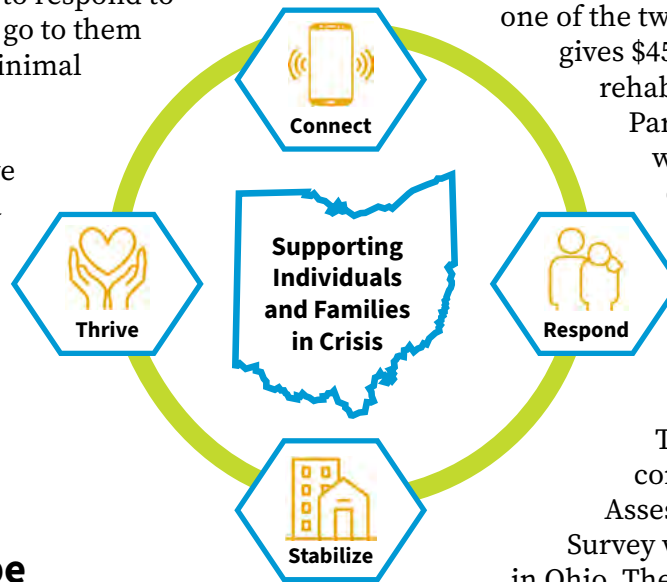 to respond to
go to them
inimal
one of the tw
gives $45
rehab
Par
w
Connect
Supporting
Individuals
and Families
in Crisis
Thrive
Respond
Stabilize
T
con
Asses
Survey v
in Ohio. The